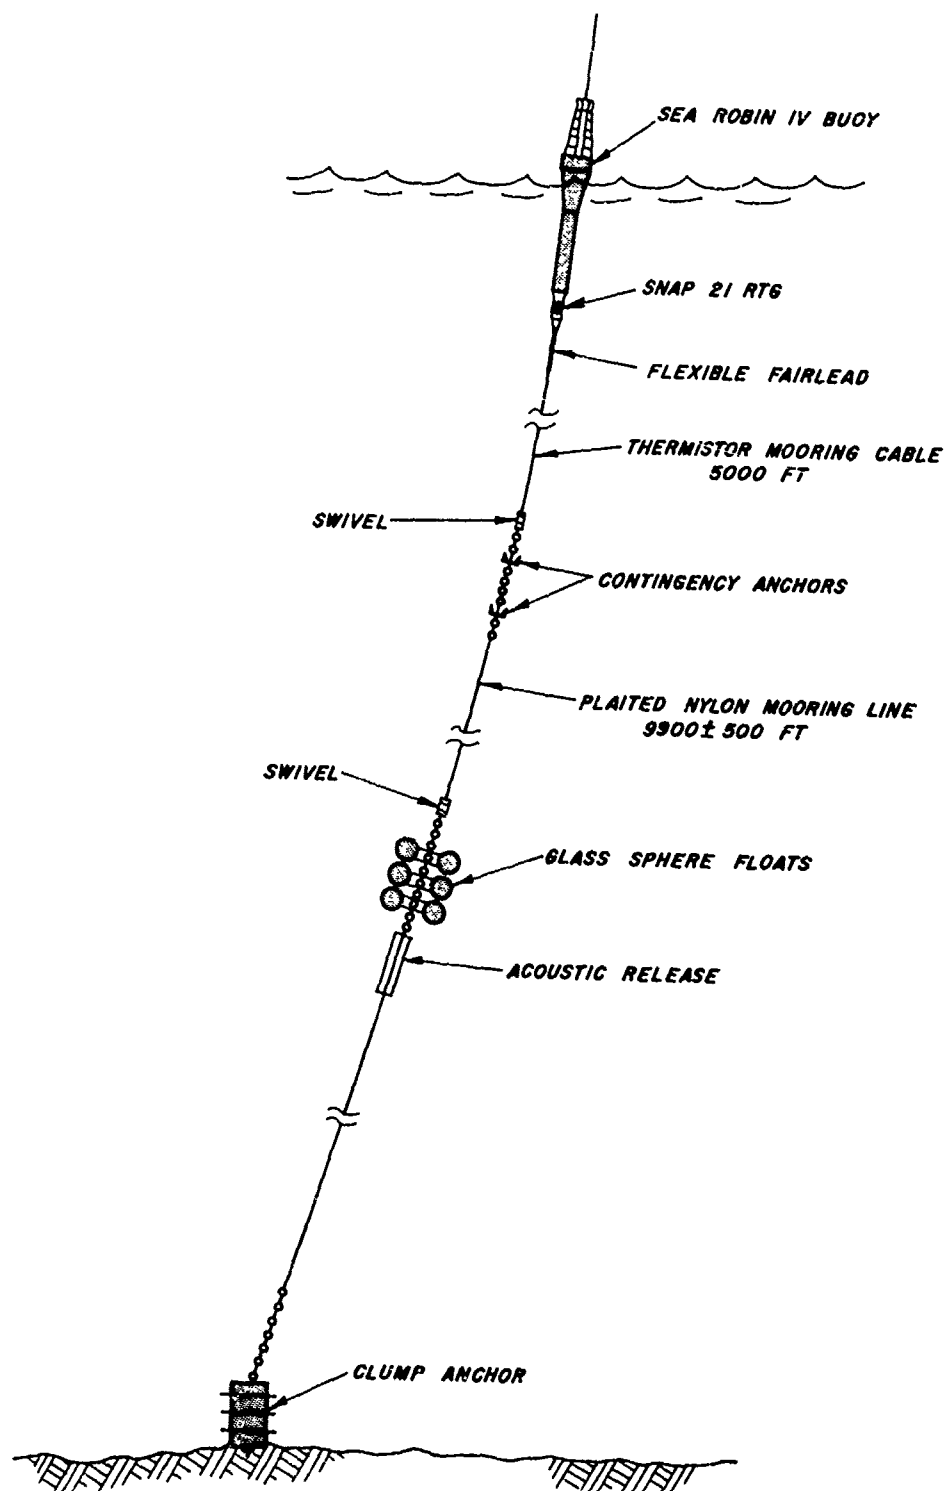 SEA ROBIN IV BUOY
SNAP 21 RTG
FLEXIBLE FAIRLEAD
THERMISTOR MOORING CABLE
5000 FT
SWIVEL
CONTINGENCY ANCHORS
PLAITED NYLON MOORING LINE
9900± 500 FT
SWIVEL
GLASS SPHERE FLOATS
ACOUSTIC RELEASE
CLUMP ANCHOR